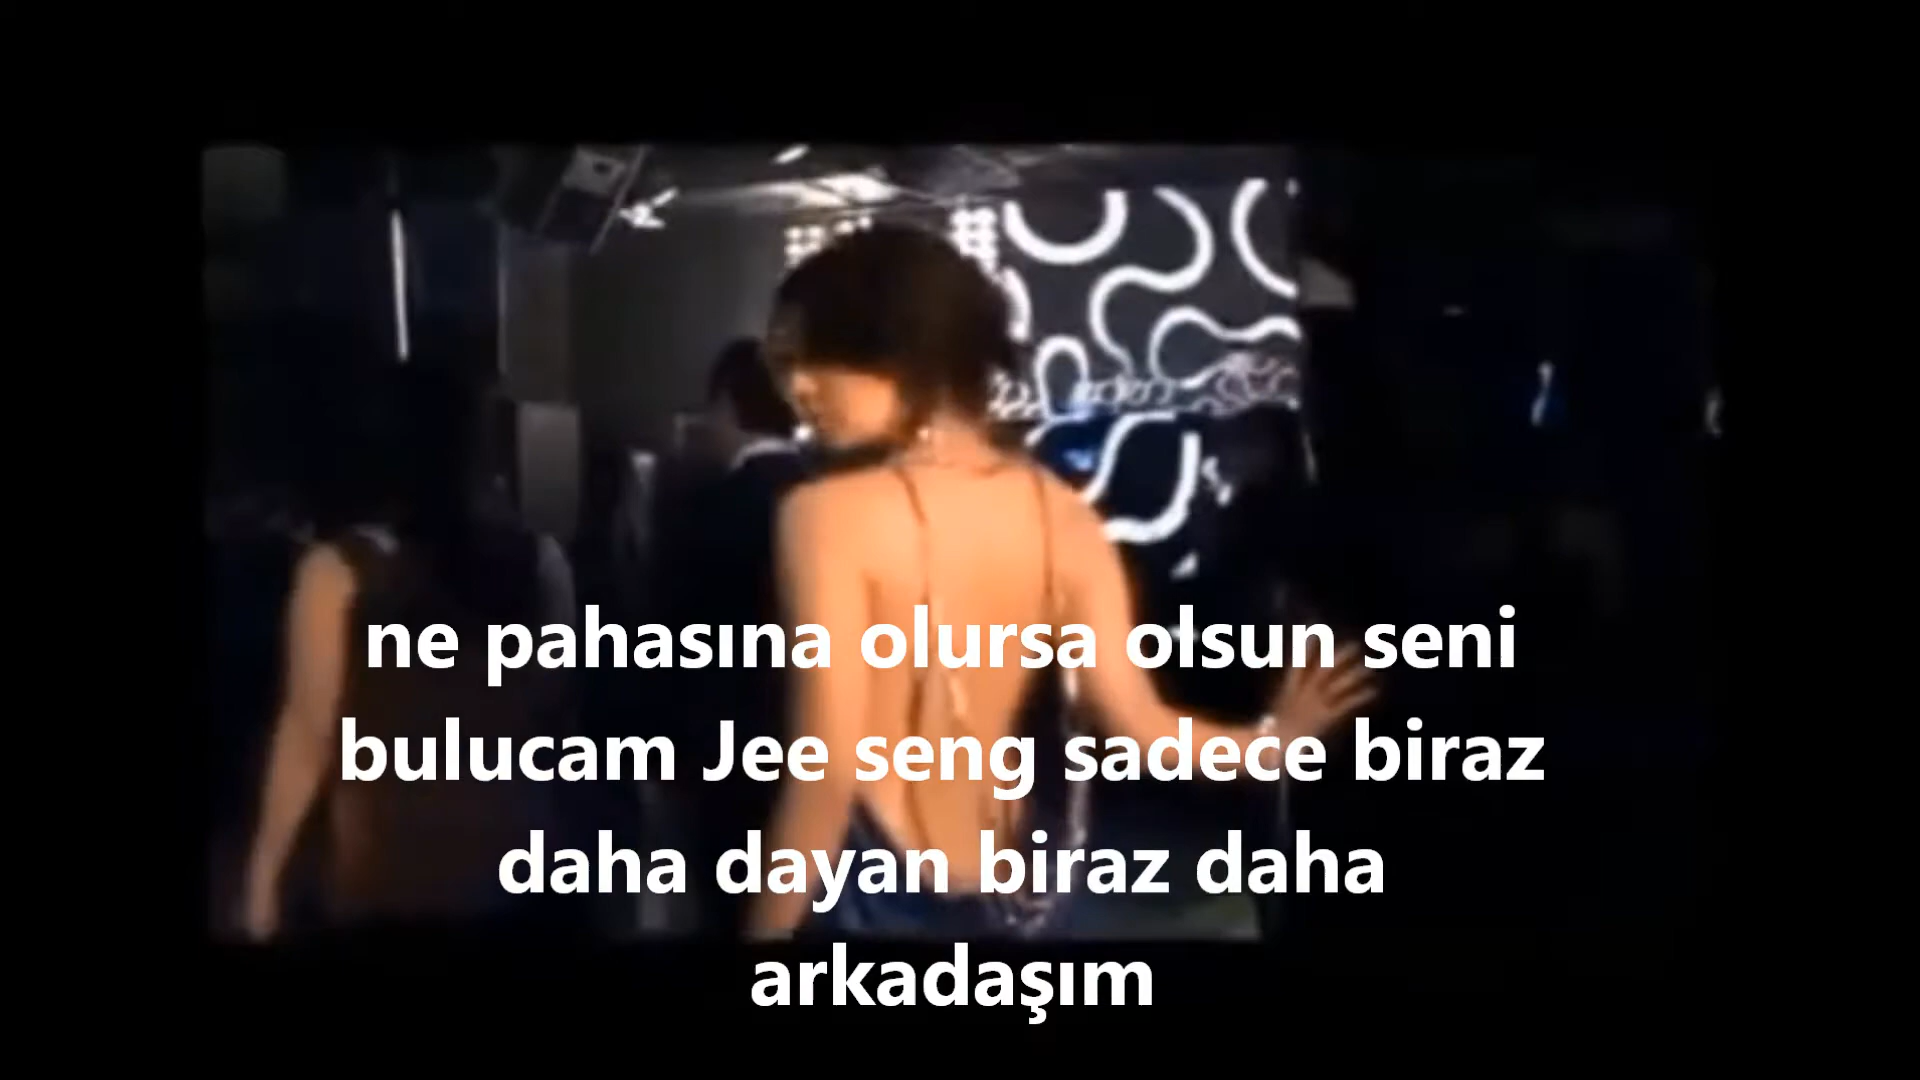 ne pahasına olursa olsun seni
bulucam Jee seng sadece biraz
daha dayan biraz daha
arkadaşım